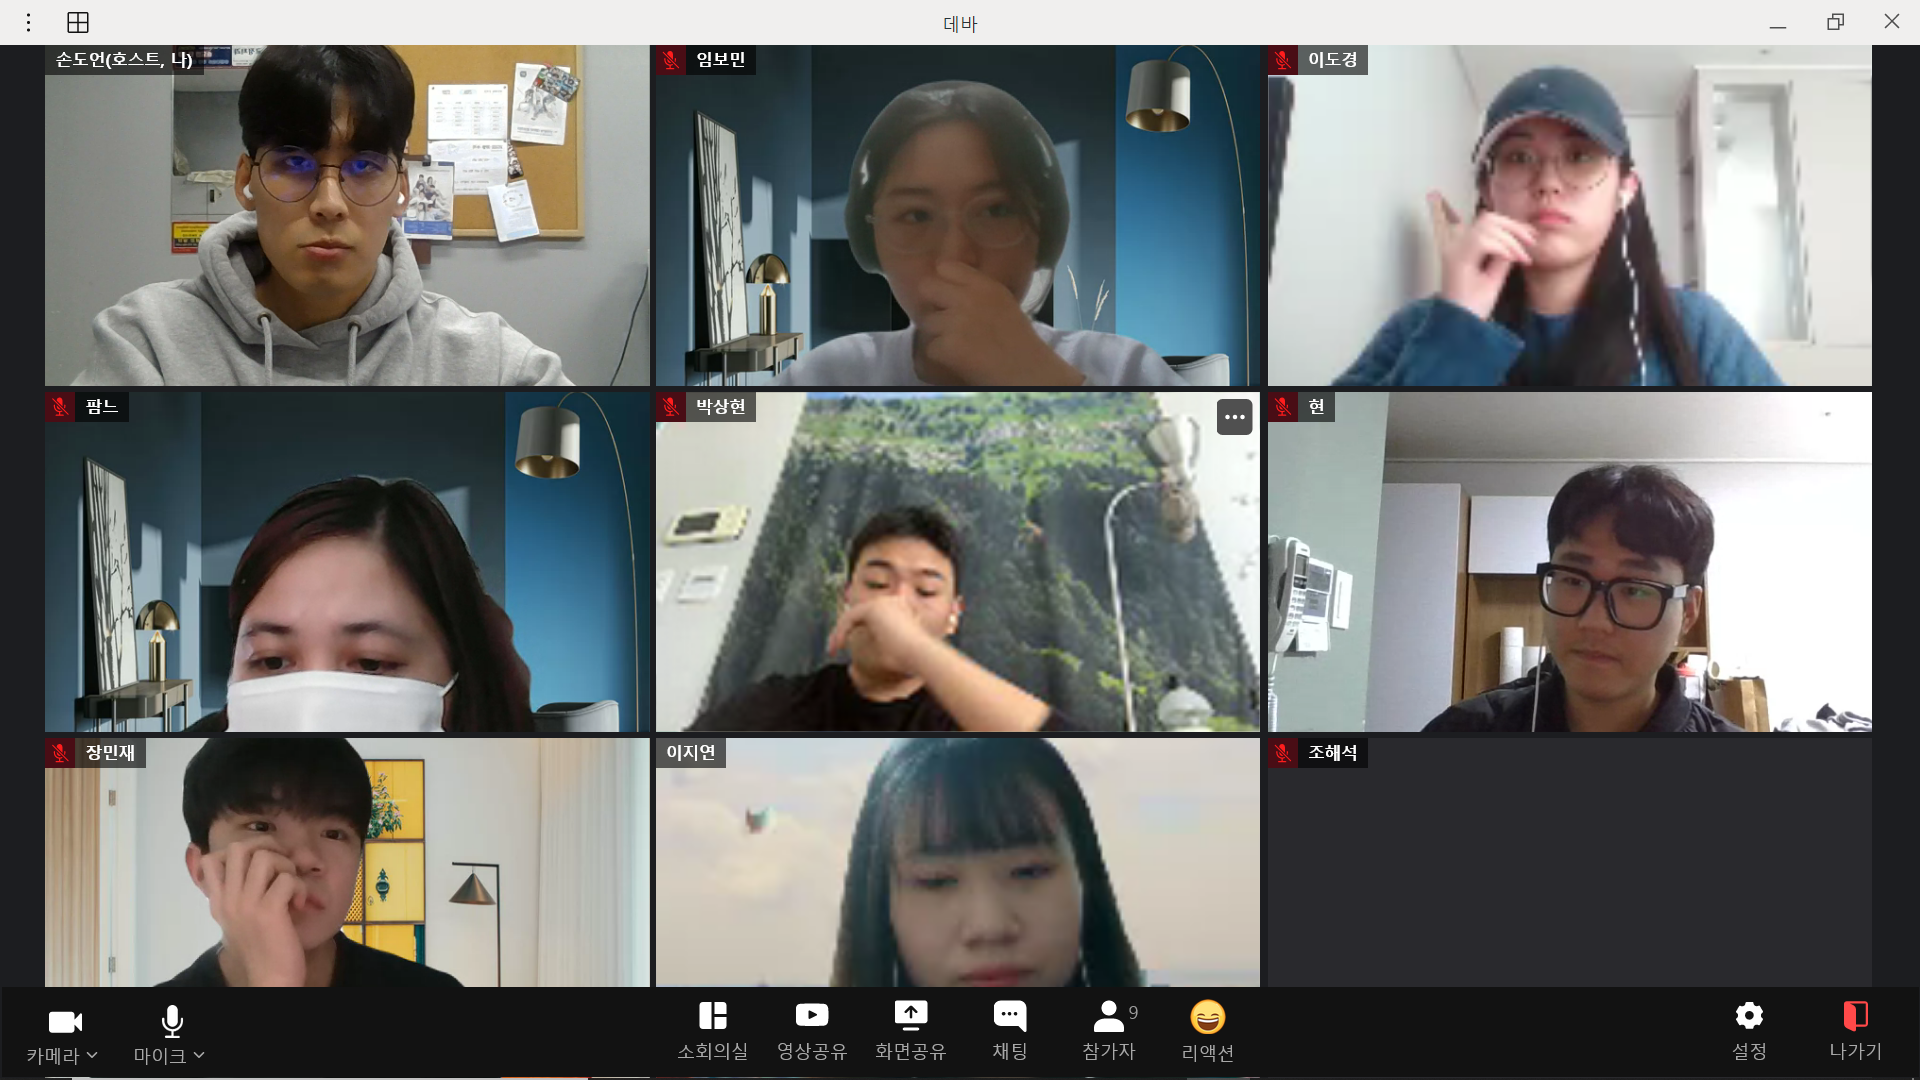 데바
손도언(호스트, 나)
임보민
이도경
팜느
박상현
현
장민재
이지연
조해석
카메라
마이크
소회의실
영상공유
화면공유
채팅
참가자 9
리액션
설정
나가기